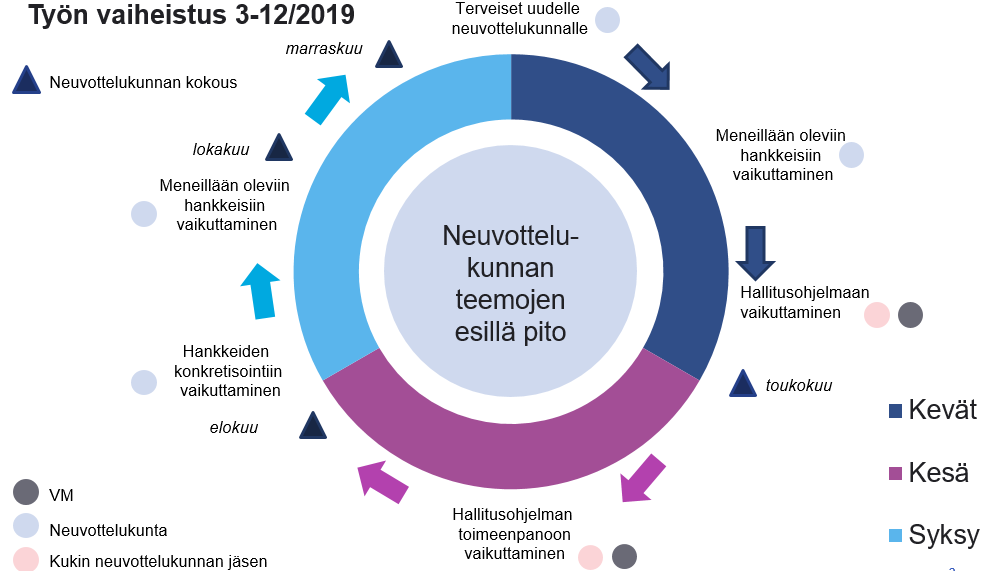 Työn vaiheistus 3-12/2019
Neuvottelukunnan kokous
Terveiset uudelle
neuvottelukunnalle
Meneillään oleviin
hankkeisiin
vaikuttaminen
Hallitusohjelmaan
vaikuttaminen
toukokuu
Hallitusohjelman
toimeenpanoon
vaikuttaminen
elokuu
Hankkeiden
konkretisointiin
vaikuttaminen
Meneillään oleviin
hankkeisiin
vaikuttaminen
lokakuu
marraskuu
Neuvottelu-
kunnan
teemojen
esillä pito
Kevät
Kesä
Syksy
VM
Neuvottelukunta
Kukin neuvottelukunnan jäsen